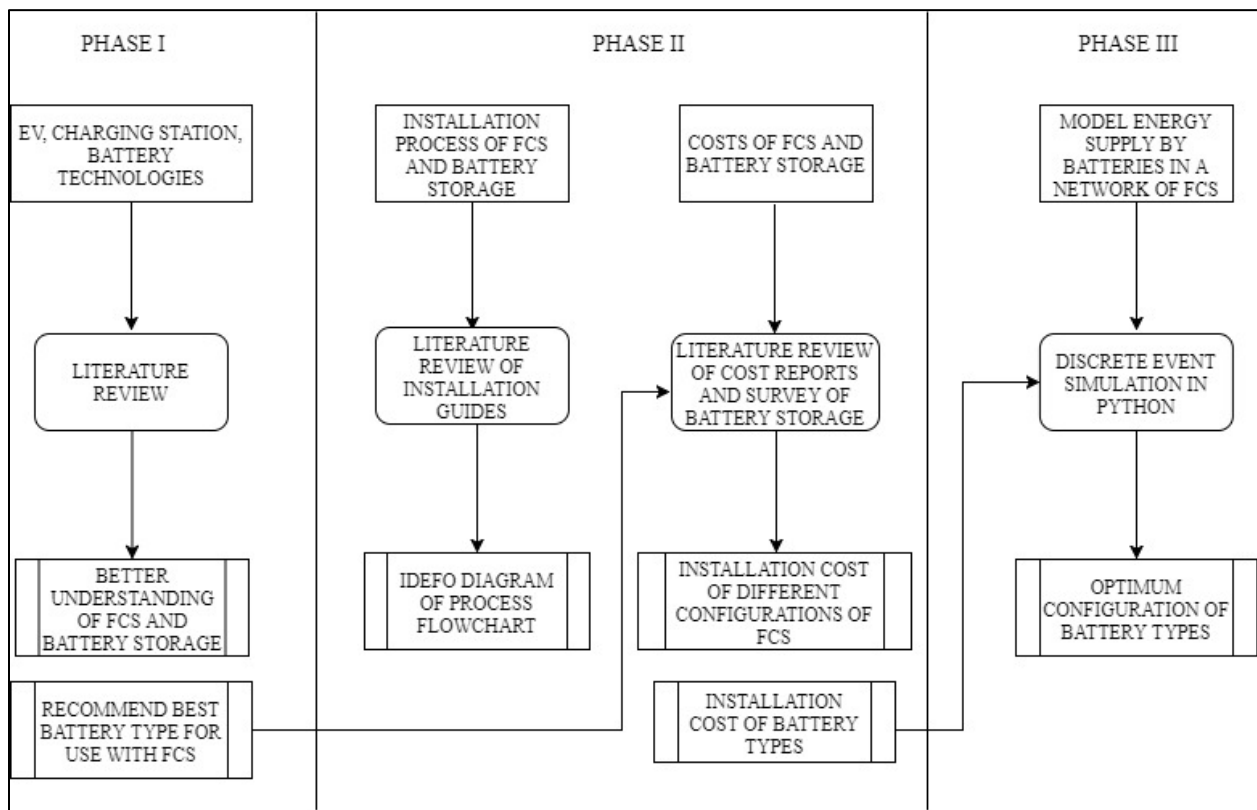 PHASE I
PHASE II
PHASE III
EV, CHARGING STATION,
BATTERY
TECHNOLOGIES
INSTALLATION
PROCESS OF FCS
AND BATTERY
STORAGE
COSTS OF FCS AND
BATTERY STORAGE
MODEL ENERGY
SUPPLY BY
BATTERIES IN A
NETWORK OF FCS
LITERATURE
REVIEW
LITERATURE
REVIEW OF
INSTALLATION
GUIDES
LITERATURE REVIEW
OF COST REPORTS
AND SURVEY OF
BATTERY STORAGE
DISCRETE EVENT
SIMULATION IN
PYTHON
BETTER
UNDERSTANDING
OF FCS AND
BATTERY STORAGE
IDEFO DIAGRAM
OF PROCESS
FLOWCHART
INSTALLATION COST
OF DIFFERENT
CONFIGURATIONS OF
FCS
OPTIMUM
CONFIGURATION OF
BATTERY TYPES
RECOMMEND BEST
BATTERY TYPE FOR
USE WITH FCS
INSTALLATION
COST OF BATTERY
TYPES